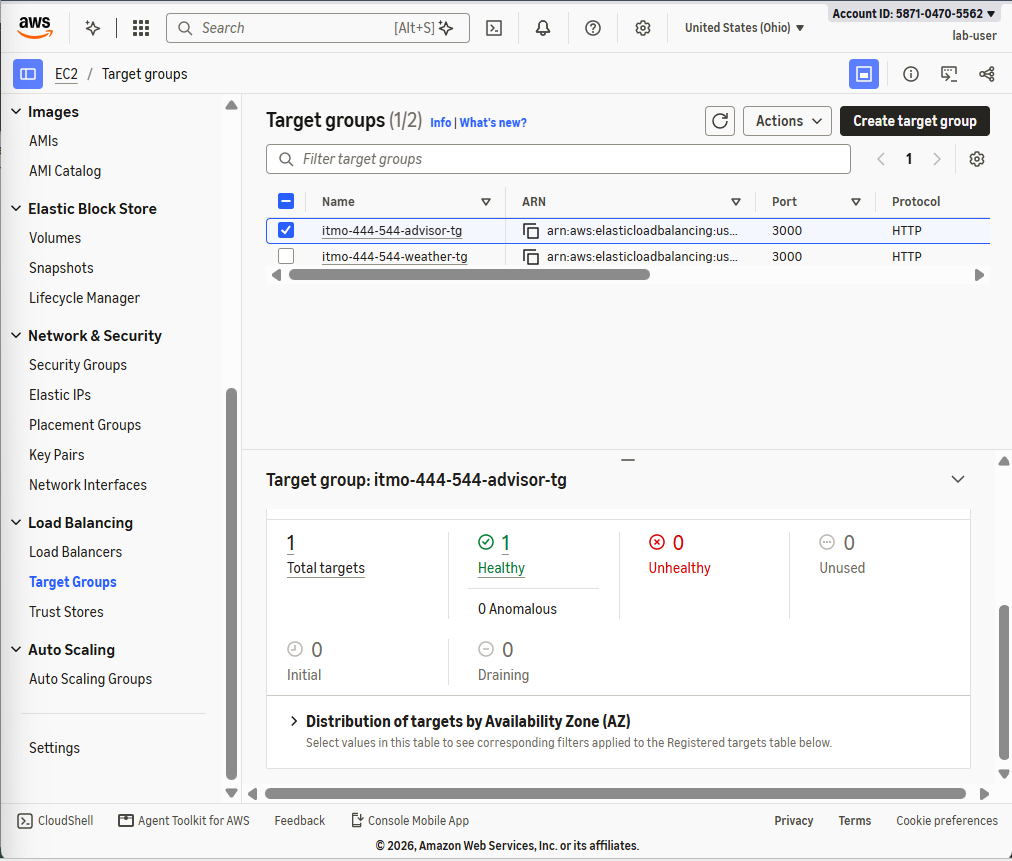 aws
Search [Alt+S]
United States (Ohio)
Account ID: 5871-0470-5562
lab-user
EC2 / Target groups
Images
AMIs
AMI Catalog
Elastic Block Store
Volumes
Snapshots
Lifecycle Manager
Network & Security
Security Groups
Elastic IPs
Placement Groups
Key Pairs
Network Interfaces
Load Balancing
Load Balancers
Target Groups
Trust Stores
Auto Scaling
Auto Scaling Groups
Settings
Target groups (1/2) Info | What's new?
Actions
Create target group
Filter target groups
1
Name ARN Port Protocol
itmo-444-544-advisor-tg arn:aws:elasticloadbalancing:us... 3000 HTTP
itmo-444-544-weather-tg arn:aws:elasticloadbalancing:us... 3000 HTTP
Target group: itmo-444-544-advisor-tg
1
Total targets
1
Healthy
0 Anomalous
0
Unhealthy
0
Unused
0
Initial
0
Draining
Distribution of targets by Availability Zone (AZ)
Select values in this table to see corresponding filters applied to the Registered targets table below.
CloudShell Agent Toolkit for AWS Feedback Console Mobile App Privacy Terms Cookie preferences
© 2026, Amazon Web Services, Inc. or its affiliates.